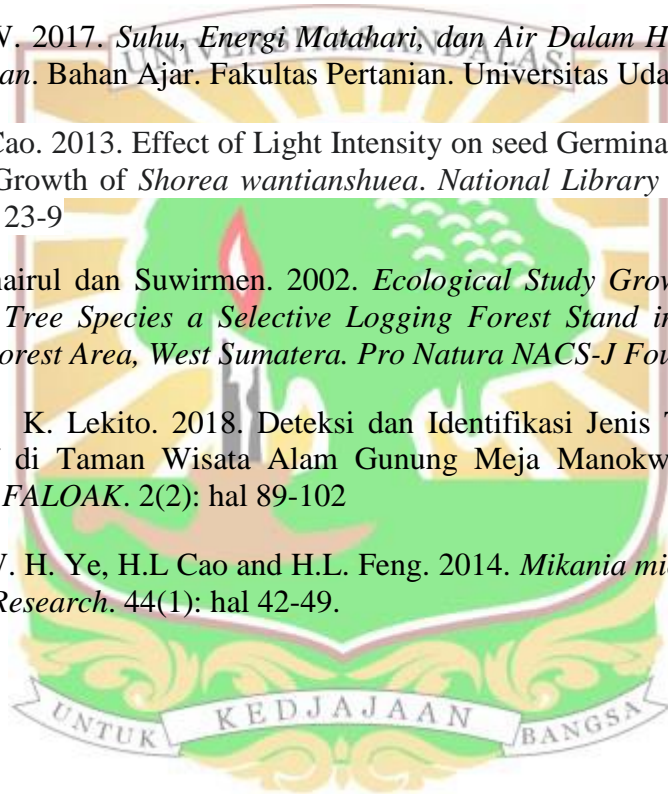 UNIVERSITAS ANDALAS
W. 2017. Suhu, Energi Matahari, dan Air Dalam H
an. Bahan Ajar. Fakultas Pertanian. Universitas Uda
Cao. 2013. Effect of Light Intensity on seed Germina
Growth of Shorea wantianshuea. National Library
23-9
hairul dan Suwirmen. 2002. Ecological Study Grow
Tree Species a Selective Logging Forest Stand in
orest Area, West Sumatera. Pro Natura NACS-J Fou
K. Lekito. 2018. Deteksi dan Identifikasi Jenis T
di Taman Wisata Alam Gunung Meja Manokw
FALOAK. 2(2): hal 89-102
W. H. Ye, H.L Cao and H.L. Feng. 2014. Mikania mi
Research. 44(1): hal 42-49.
UNTUK KEDJAJAAN BANGSA